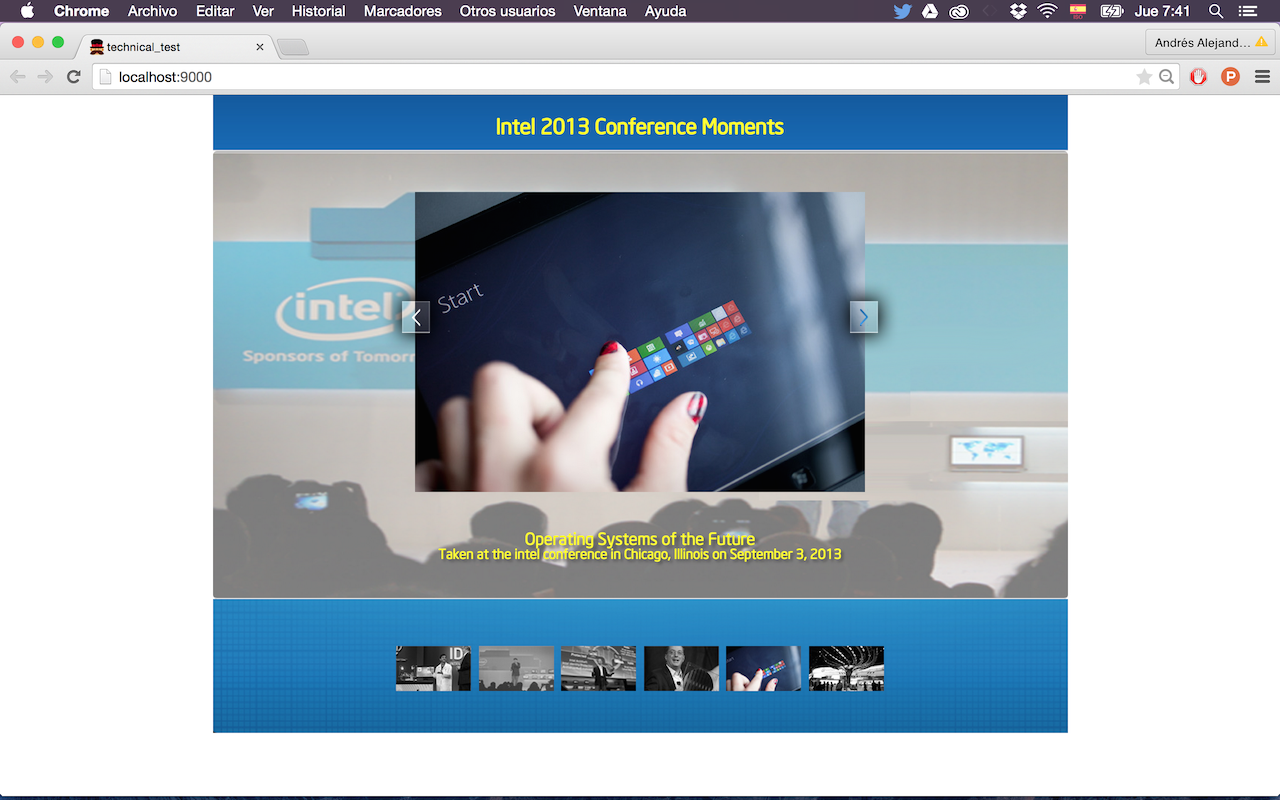 Chrome Archivo Editar Ver Historial Marcadores Otros usuarios Ventana Ayuda Jue 7:41
technical_test
Andrés Alejand...
localhost:9000
Intel 2013 Conference Moments
Start
intel
Sponsors of Tomorr
Operating Systems of the Future
Taken at the intel conference in Chicago, Illinois on September 3, 2013
ID